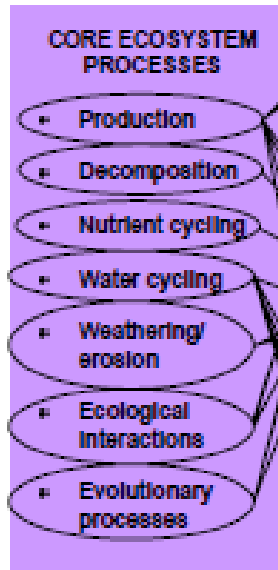 CORE ECOSYSTEM
PROCESSES
Production
Decomposition
Nutrient cycling
Water cycling
Weathering/
erosion
Ecological
interactions
Evolutionary
processes